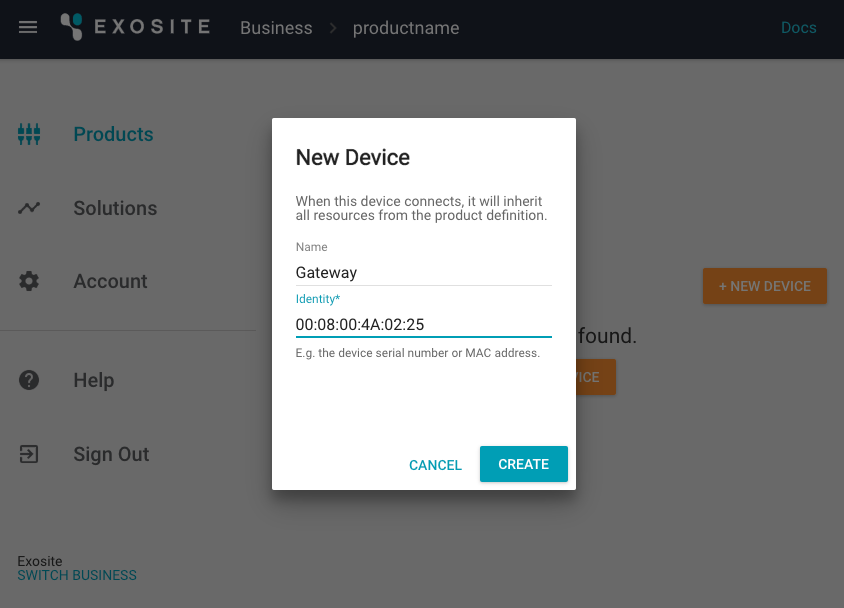 EXOSITE
Business
productname
Docs
Products
Solutions
Account
Help
Sign Out
Exosite
SWITCH BUSINESS
New Device
When this device connects, it will inherit
all resources from the product definition.
Name
Gateway
Identity*
00:08:00:4A:02:25
E.g. the device serial number or MAC address.
CANCEL
CREATE
+ NEW DEVICE
found.